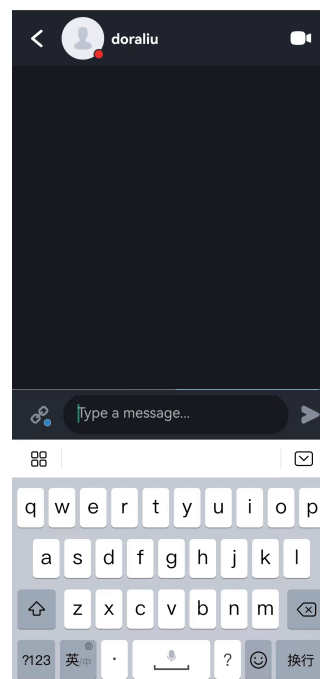 doraliu
Type a message...
q w e r t y u i o p
a s d f g h j k l
z x c v b n m
?123 英/中 . ? 换行